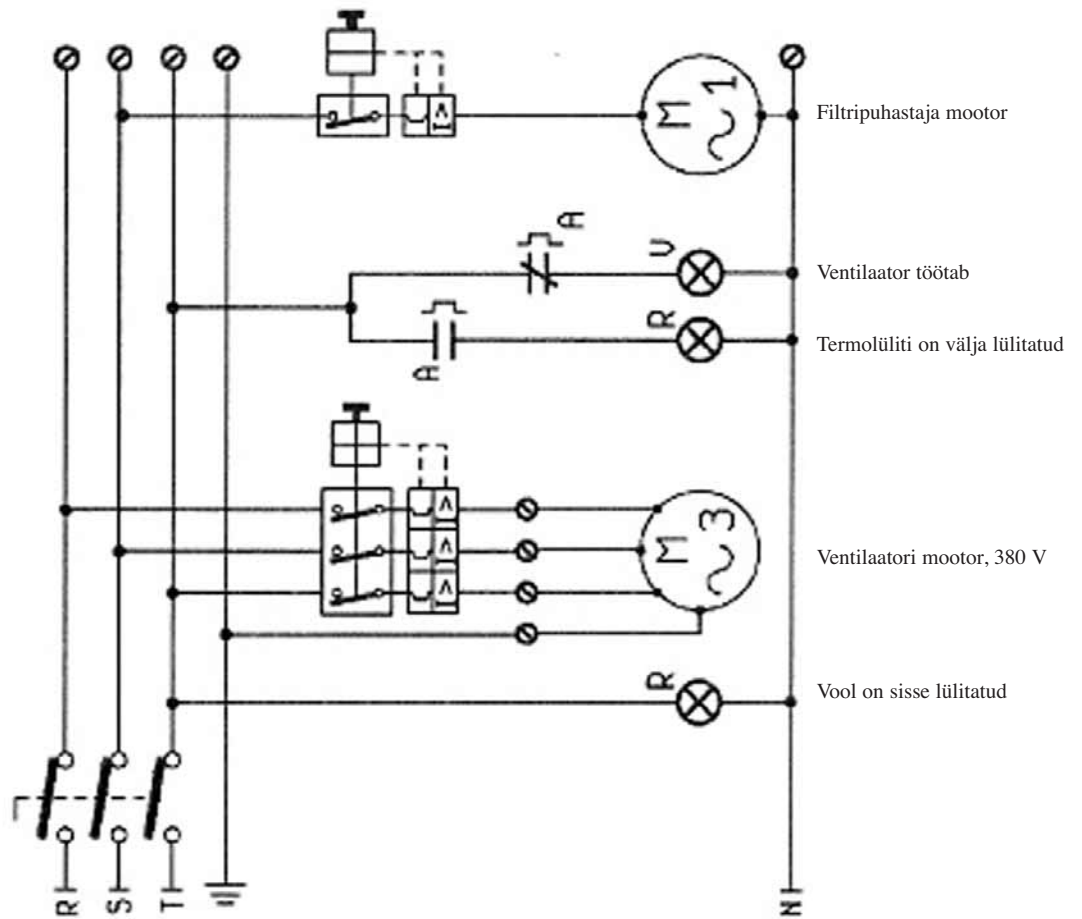 M 1
Filtripuhastaja mootor
I>
A
U
Ventilaator töötab
R
Termolüliti on välja lülitatud
A
I> I> I>
M 3
Ventilaatori mootor, 380 V
R
Vool on sisse lülitatud
R
S
T
N